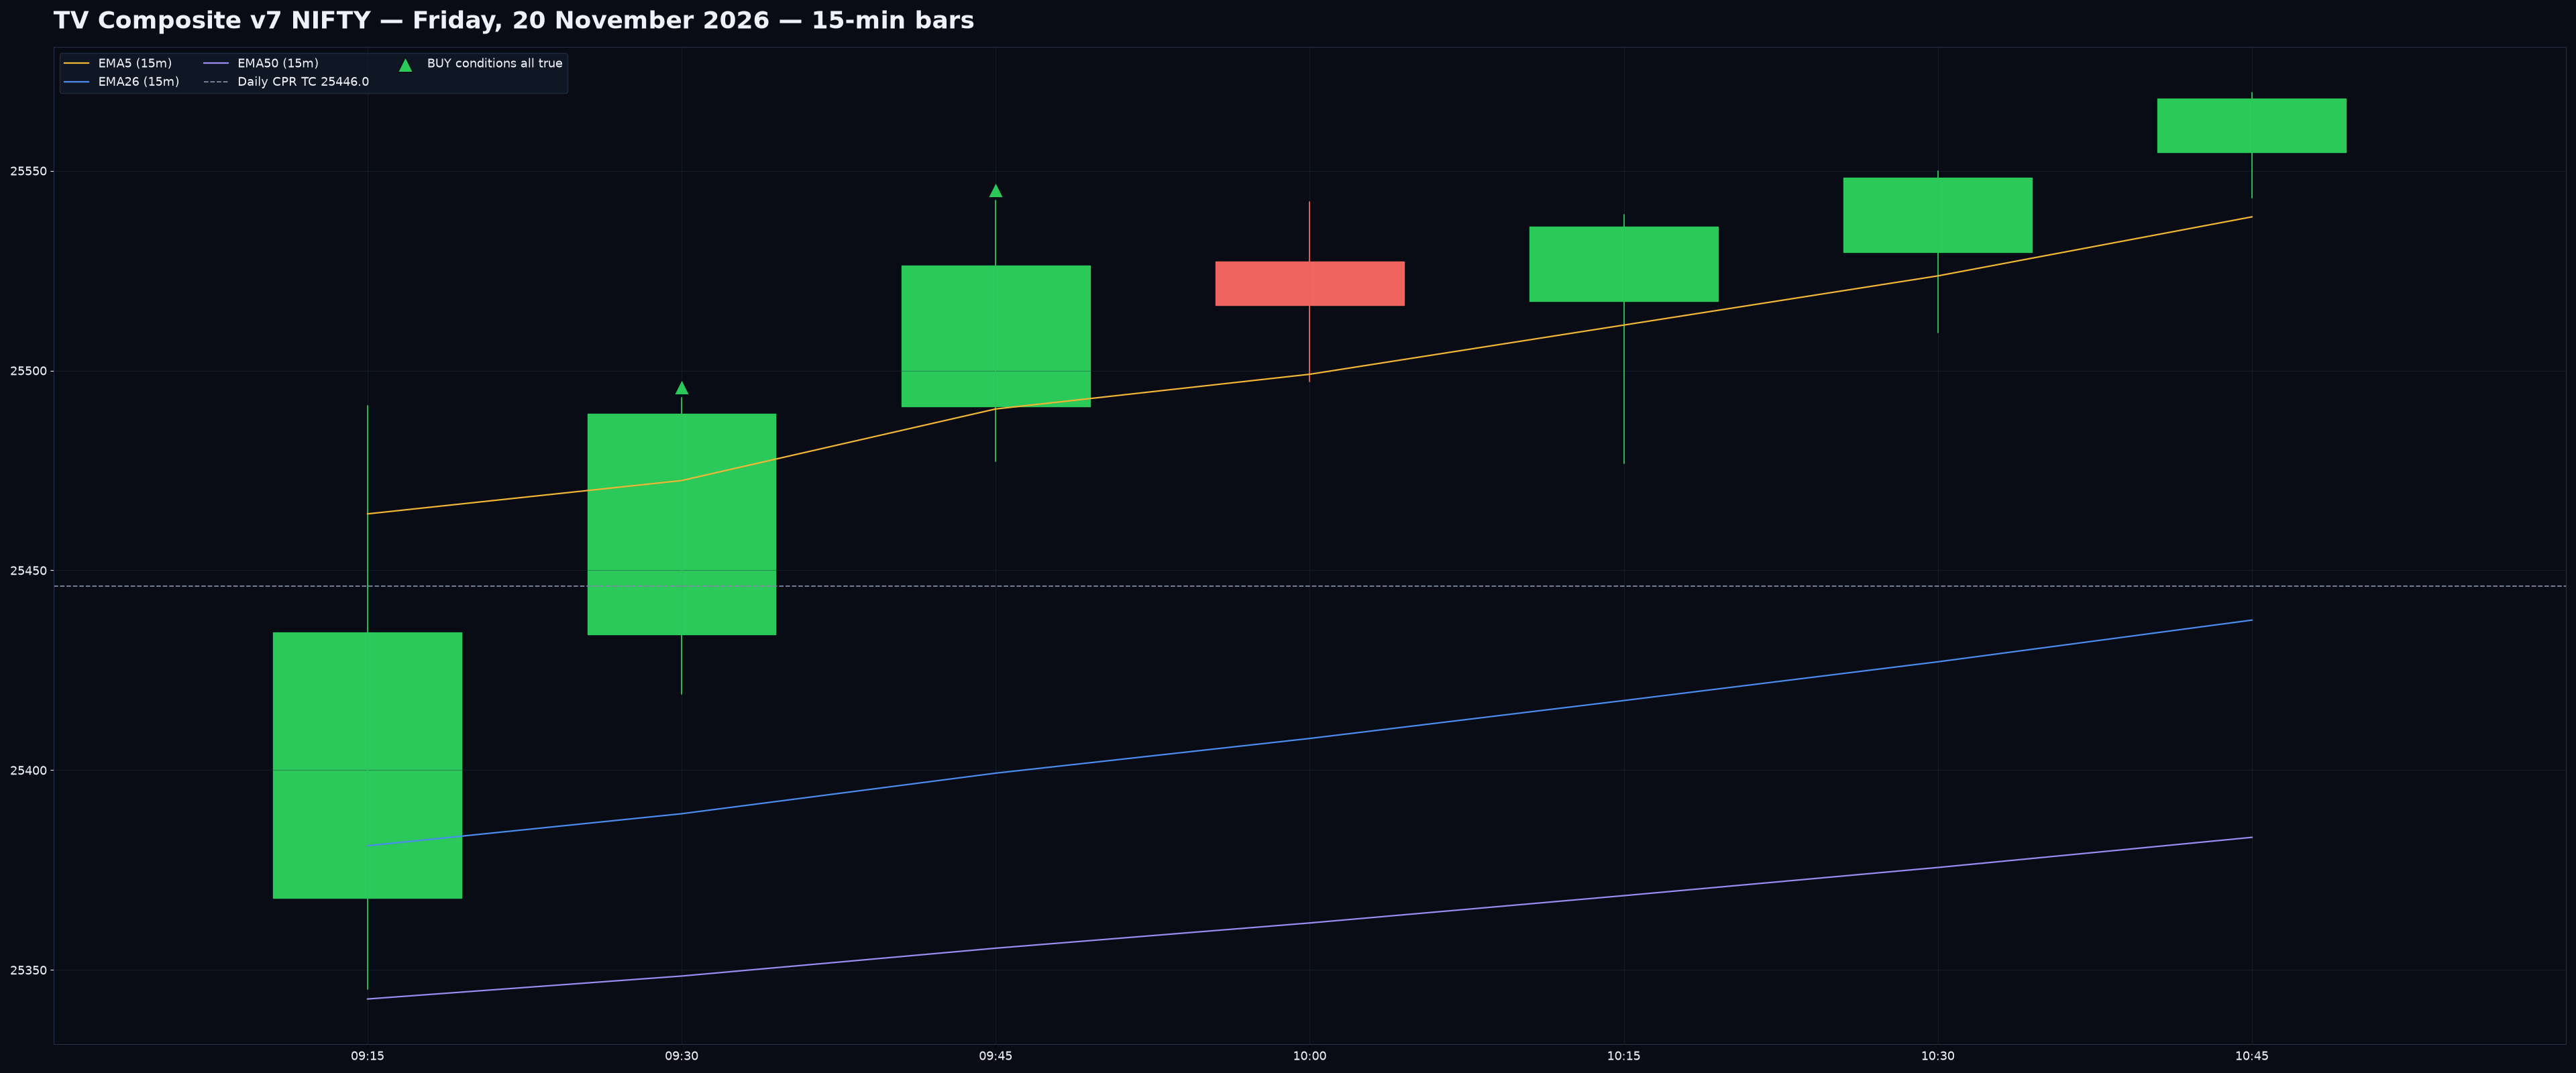 TV Composite v7 NIFTY — Friday, 20 November 2026 — 15-min bars
EMA5 (15m)
EMA26 (15m)
EMA50 (15m)
Daily CPR TC 25446.0
BUY conditions all true
25550
25500
25450
25400
25350
09:15 09:30 09:45 10:00 10:15 10:30 10:45